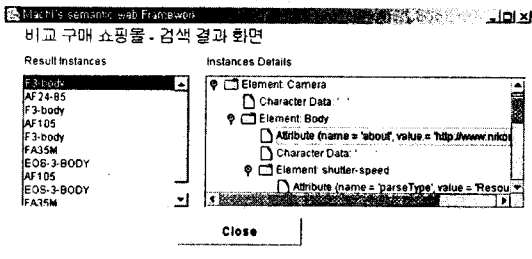 Machi's semantic web Framework
비교 구매 쇼핑몰 - 검색 결과 화면
Result Instances
F3-body
AF24-85
F3-body
AF105
F3-body
FA35M
EOS-3-BODY
AF105
EOS-3-BODY
FA35M
Instances Details
Element: Camera
Character Data: ' '
Element: Body
Attribute (name = 'about', value = 'http://www.nikon
Character Data: '
Element: shutter-speed
Attribute (name = 'parseType', value = 'Resou
Close